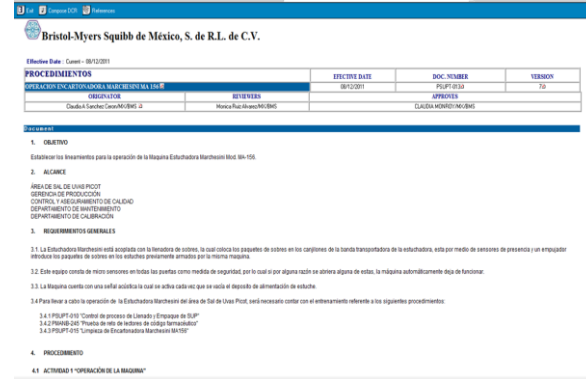 Exit Compose DCR References
Bristol-Myers Squibb de México, S. de R.L. de C.V.
Effective Date : Current - 08/12/2011
PROCEDIMIENTOS EFECTIVE DATE DOC. NUMBER VERSION
OPERACION ENCARTONADORA MARCHESINI MA 156 08/12/2011 PSUPT-013 7.0
ORIGINATOR REVIEWERS APPROVES
Claudio A Sanchez Ceron/MX/BMS Monica Ruiz Alvarez/MX/BMS CLAUDIA MONROY/MX/BMS
Document
1. OBJETIVO
Establecer los lineamientos para la operación de la Maquina Estuchadora Marchesini Mod. MA-156.
2. ALCANCE
ÁREA DE SAL DE UVAS PICOT
GERENCIA DE PRODUCCIÓN
CONTROL Y ASEGURAMIENTO DE CALIDAD
DEPARTAMENTO DE MANTENIMIENTO
DEPARTAMENTO DE CALIBRACIÓN
3. REQUERIMIENTOS GENERALES
3.1. La Estuchadora Marchesini está acoplada con la llenadora de sobres, la cual coloca los paquetes de sobres en los canjilones de la banda transportadora de la estuchadora, esta por medio de sensores de presencia y un empujador
introduce los paquetes de sobres en los estuches previamente armados por la misma maquina.
3.2. Este equipo consta de micro sensores en todas las puertas como medida de seguridad, por lo cual si por alguna razón se abriera alguna de estas, la máquina automáticamente deja de funcionar.
3.3. La Maquina cuenta con una señal acústica la cual se activa cada vez que se vacía el deposito de alimentación de estuche.
3.4 Para llevar a cabo la operación de la Estuchadora Marchesini del área de Sal de Uvas Picot, será necesario contar con el entrenamiento referente a los siguientes procedimientos:
3.4.1 PSUPT-010 "Control de proceso de Llenado y Empaque de SUP"
3.4.2 PMANB-245 "Prueba de reto de lectores de código farmacéutico"
3.4.3 PSUPT-015 "Limpieza de Encartonadora Marchesini MA156"
4. PROCEDIMIENTO
4.1 ACTIVIDAD 1 "OPERACIÓN DE LA MAQUINA"